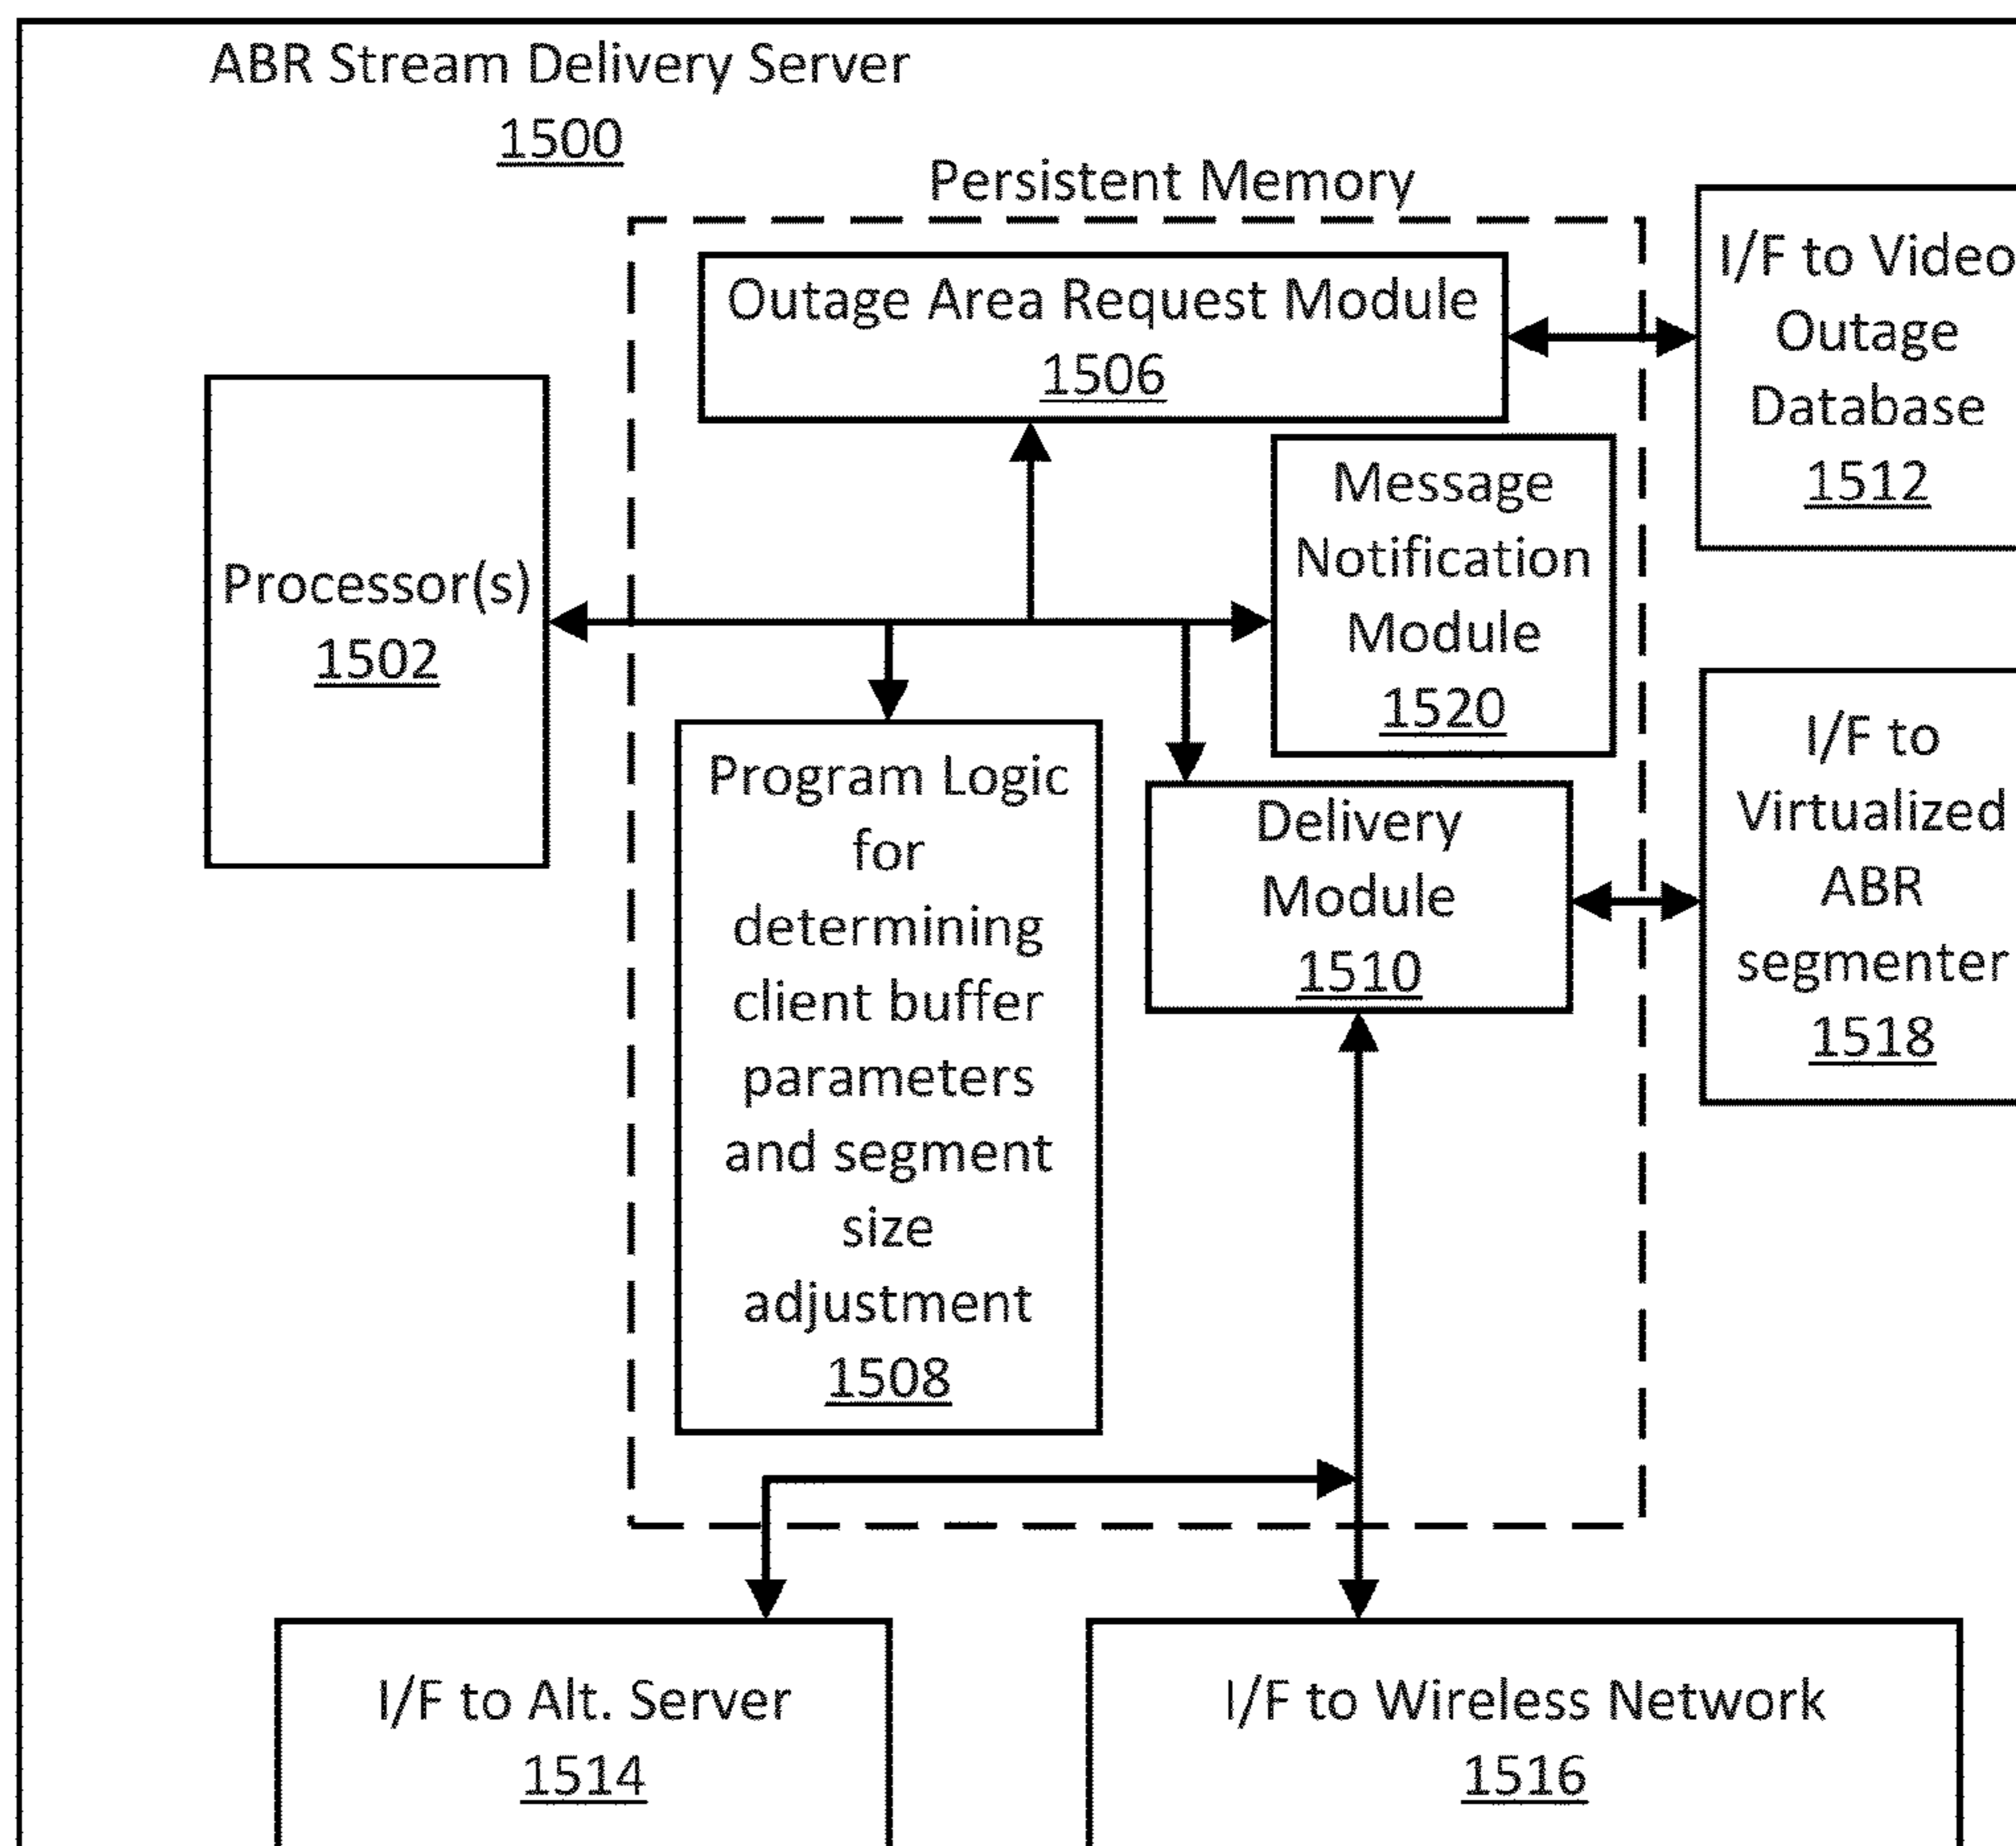 ABR Stream Delivery Server
1500
Persistent Memory
Outage Area Request Module
1506
I/F to Video
Outage
Database
1512
Processor(s)
1502
Message
Notification
Module
1520
Program Logic
for
determining
client buffer
parameters
and segment
size
adjustment
1508
Delivery
Module
1510
I/F to
Virtualized
ABR
segmenter
1518
I/F to Alt. Server
1514
I/F to Wireless Network
1516